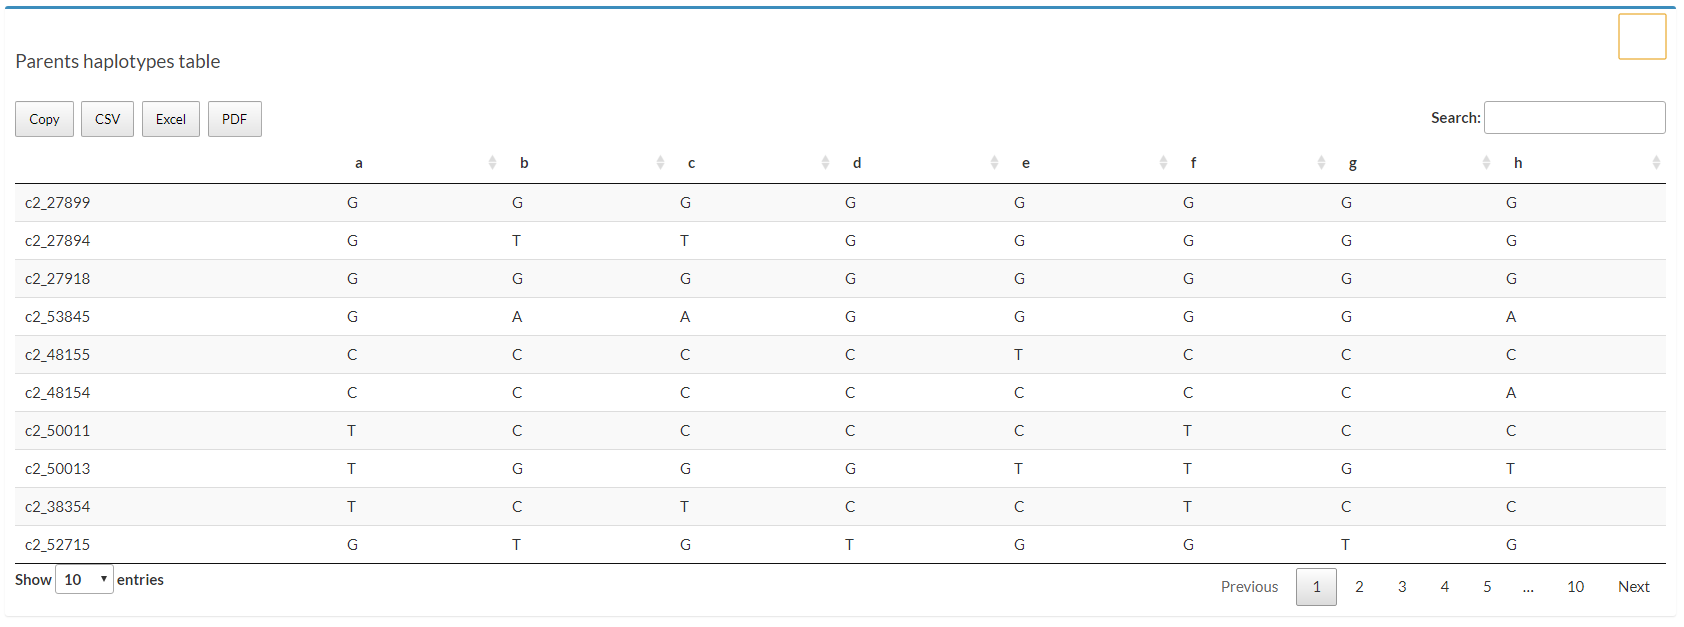 Parents haplotypes table
Copy CSV Excel PDF Search:
a b c d e f g h
c2_27899 G G G G G G G G
c2_27894 G T T G G G G G
c2_27918 G G G G G G G G
c2_53845 G A A G G G G A
c2_48155 C C C C T C C C
c2_48154 C C C C C C C A
c2_50011 T C C C C T C C
c2_50013 T G G G T T G T
c2_38354 T C T C C T C C
c2_52715 G T G T G G T G
Show 10 entries
Previous 1 2 3 4 5 ... 10 Next